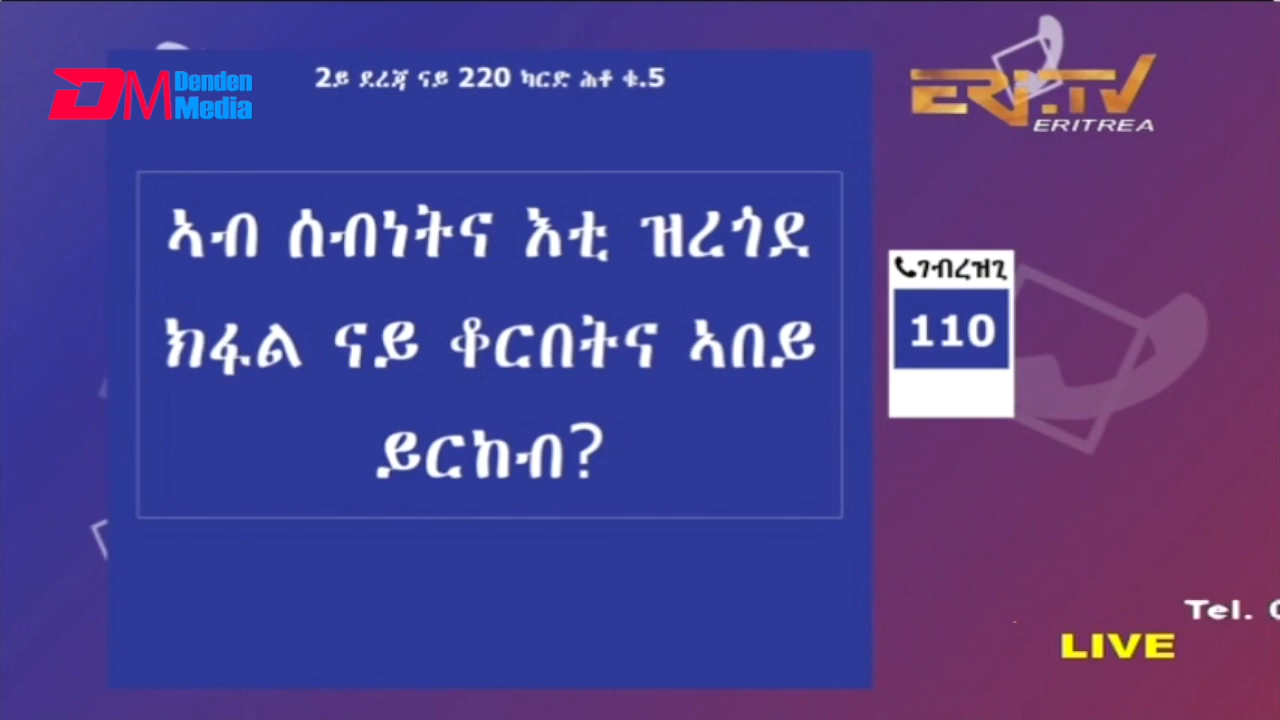 DM Denden Media
2ይ ደረጃ ናይ 220 ካርድ ሕቶ ቁ.5
ERi.TV
ERITREA
ኣብ ሰብነትና እቲ ዝረጎደ
ክፋል ናይ ቆርበትና ኣበይ
ይርከብ?
ገብረዝጊ
110
Tel. 0
LIVE